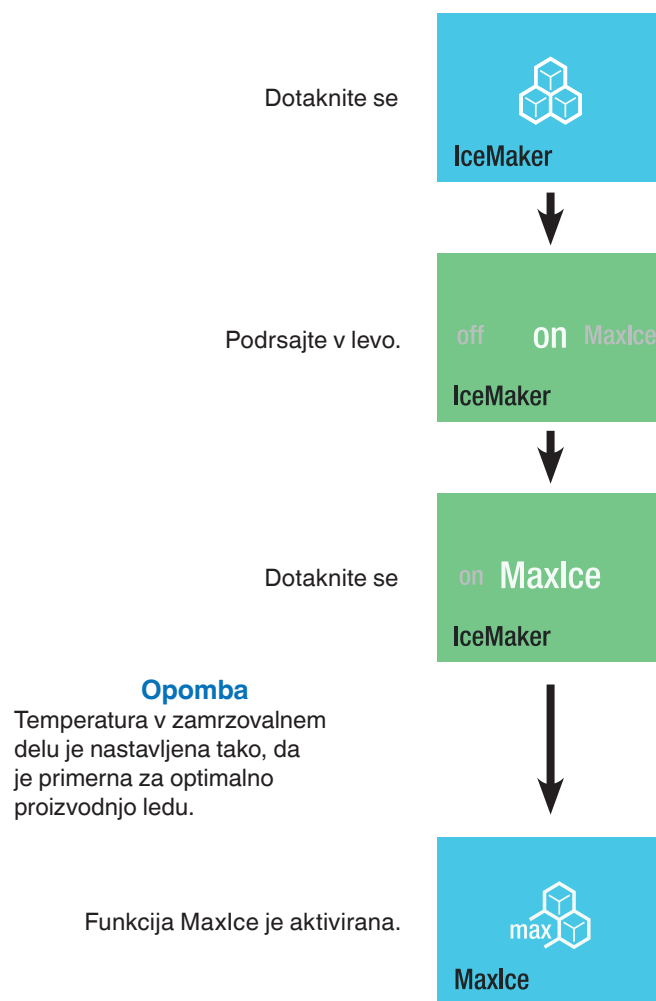 Dotaknite se
IceMaker
Podrsajte v levo.
off on MaxIce
IceMaker
Dotaknite se
on MaxIce
IceMaker
Opomba
Temperatura v zamrzovalnem
delu je nastavljena tako, da
je primerna za optimalno
proizvodnjo ledu.
Funkcija MaxIce je aktivirana.
max
MaxIce